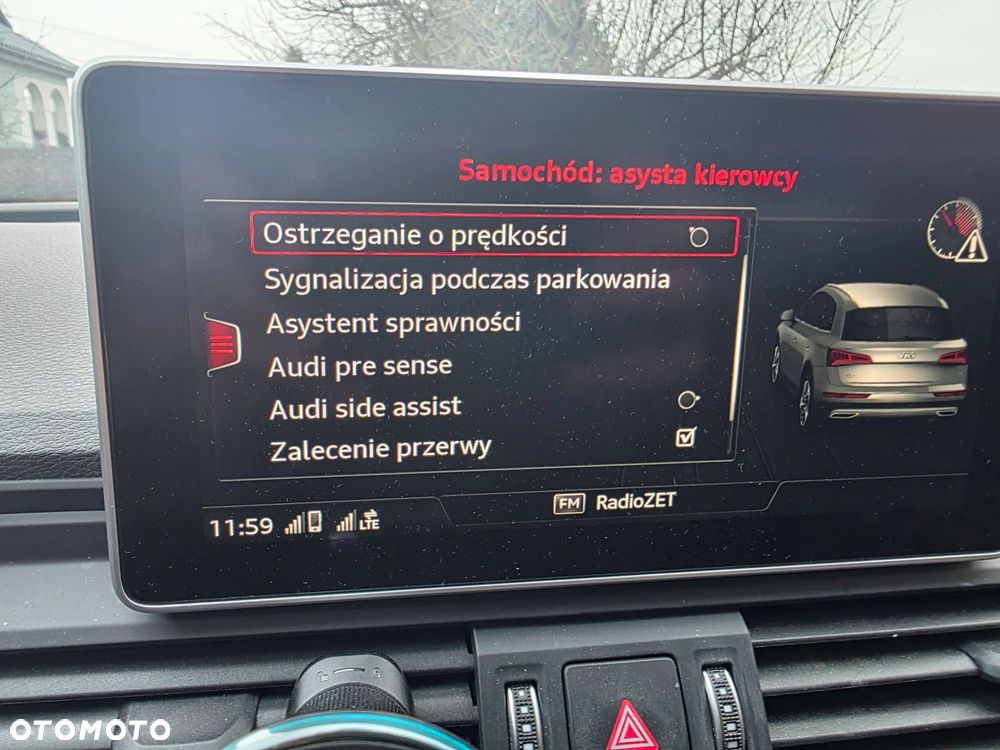 Samochód: asysta kierowcy
Ostrzeganie o prędkości
Sygnalizacja podczas parkowania
Asystent sprawności
Audi pre sense
Audi side assist
Zalecenie przerwy
FM RadioZET
11:59 LTE
OTOMOTO